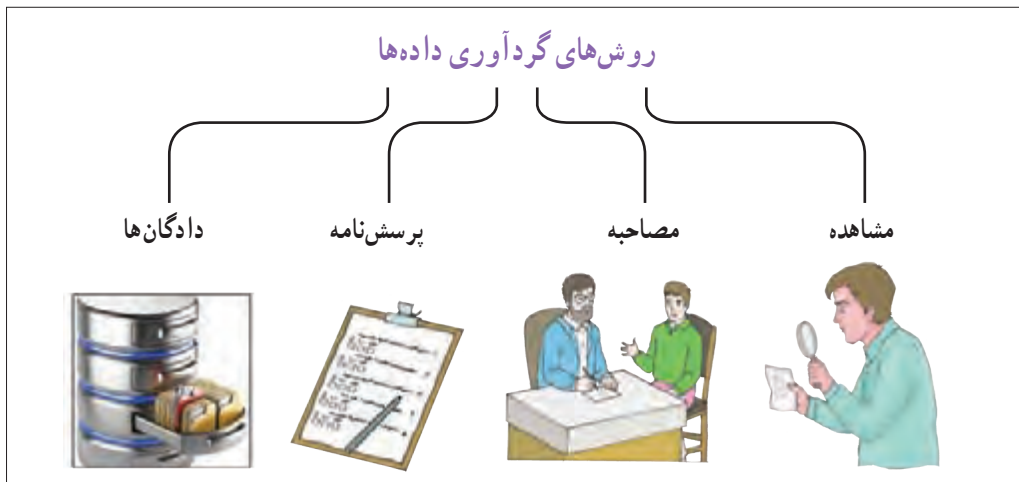 روش‌های گردآوری داده‌ها
مشاهده
مصاحبه
پرسش‌نامه
دادگان‌ها